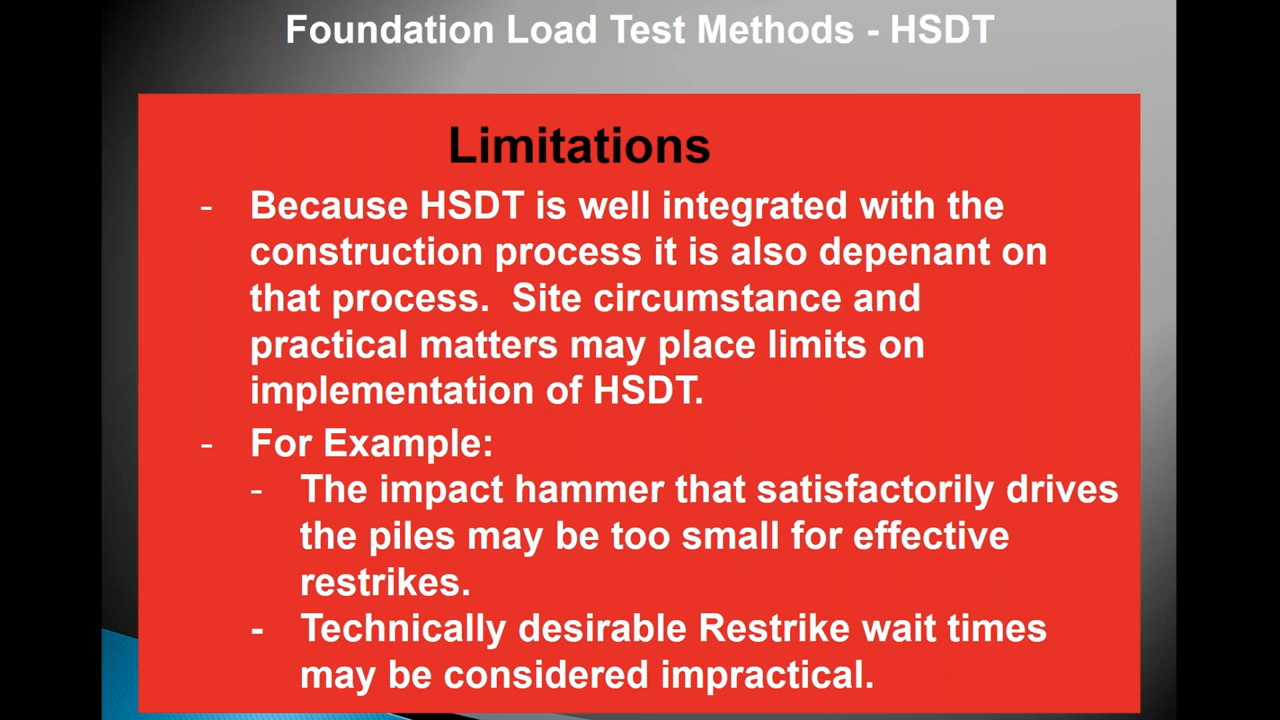 Foundation Load Test Methods - HSDT
Limitations
- Because HSDT is well integrated with the
construction process it is also depenant on
that process.  Site circumstance and
practical matters may place limits on
implementation of HSDT.
- For Example:
- The impact hammer that satisfactorily drives
the piles may be too small for effective
restrikes.
- Technically desirable Restrike wait times
may be considered impractical.